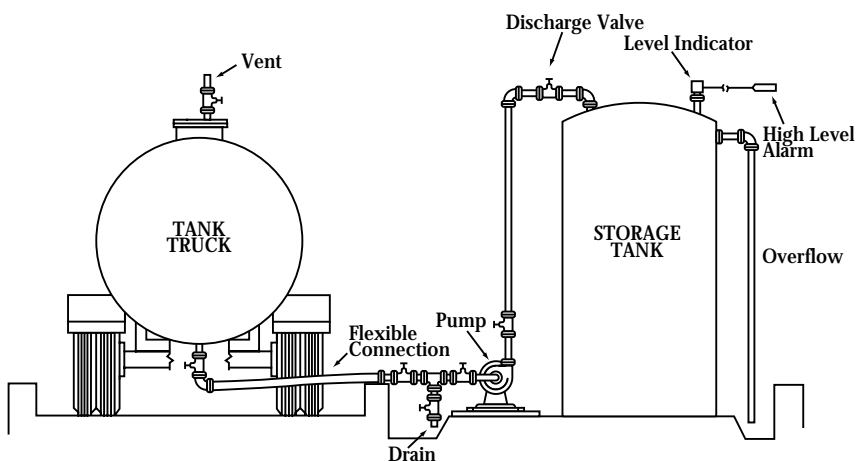 Discharge Valve
Level Indicator
Vent
High Level
Alarm
TANK
TRUCK
STORAGE
TANK
Overflow
Pump
Flexible
Connection
Drain